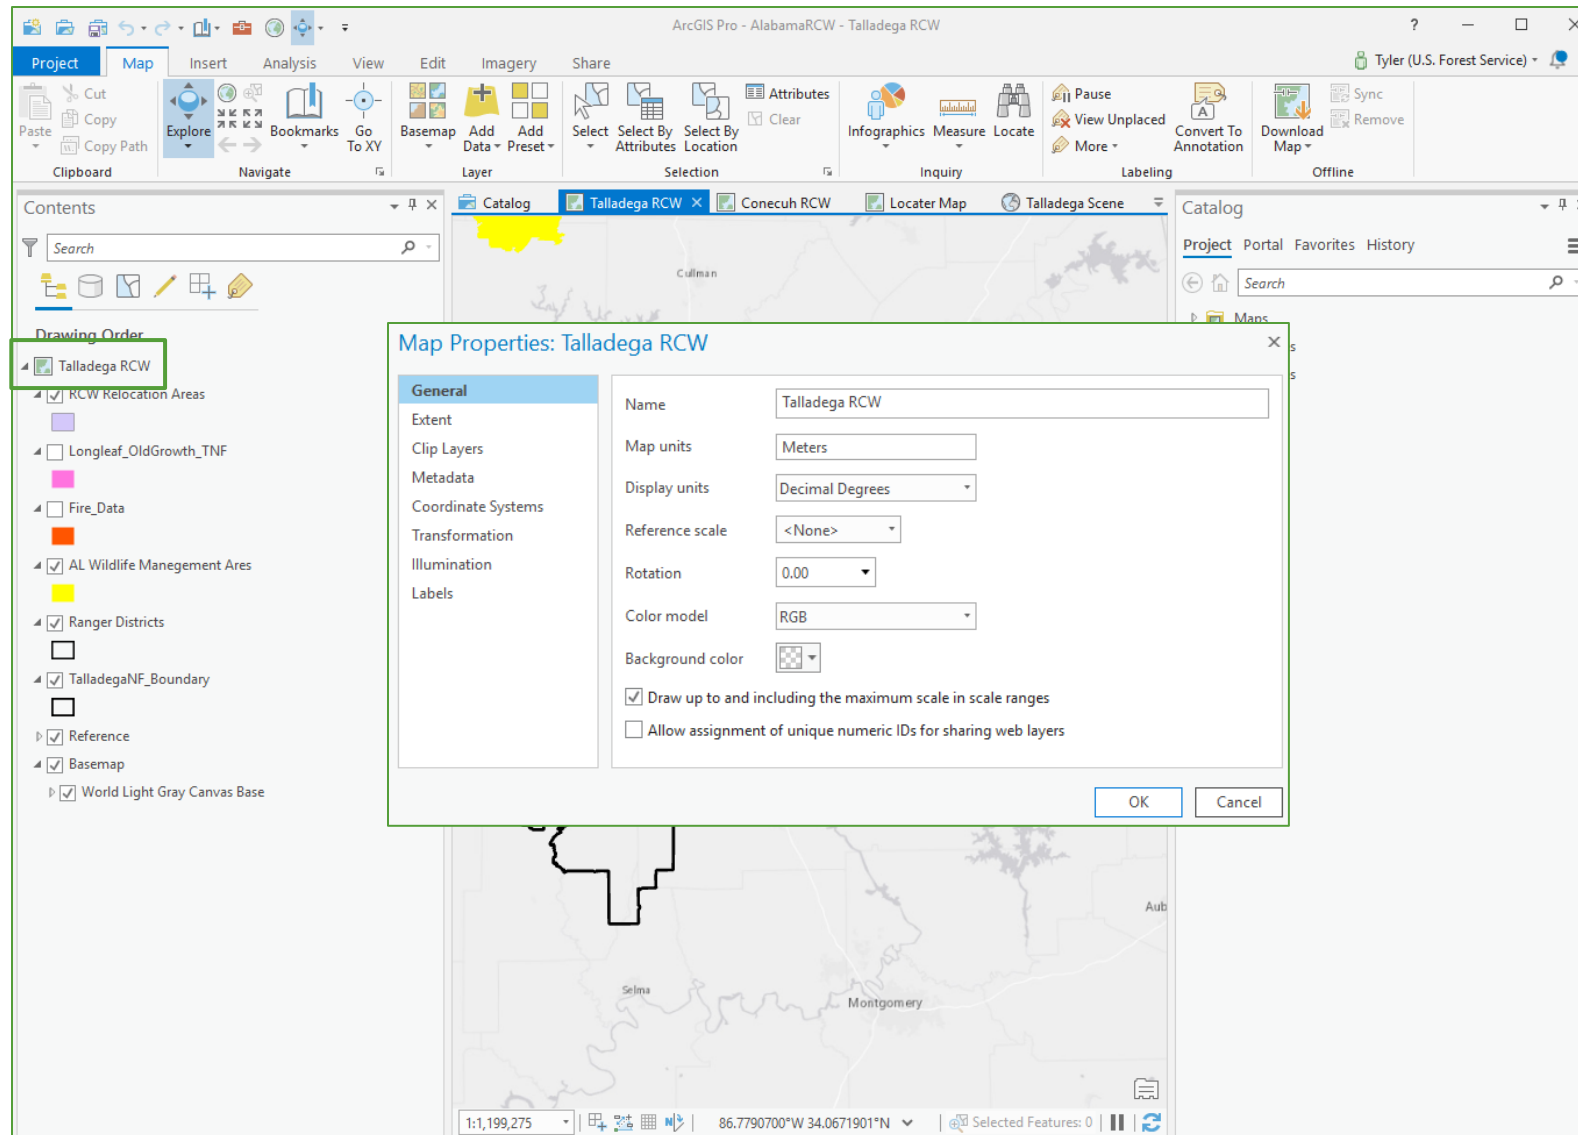 ArcGIS Pro - AlabamaRCW - Talladega RCW
?
Project Map Insert Analysis View Edit Imagery Share
Tyler (U.S. Forest Service)
Paste
Cut
Copy
Copy Path
Clipboard
Explore
Bookmarks
Go
To XY
Navigate
Basemap
Add
Data
Add
Preset
Layer
Select
Select By
Attributes
Select By
Location
Attributes
Clear
Selection
Infographics
Measure
Locate
Inquiry
Pause
View Unplaced
More
Convert To
Annotation
Labeling
Download
Map
Sync
Remove
Offline
Contents
Search
Drawing Order
Talladega RCW
RCW Relocation Areas
Longleaf_OldGrowth_TNF
Fire_Data
AL Wildlife Manegement Ares
Ranger Districts
TalladegaNF_Boundary
Reference
Basemap
World Light Gray Canvas Base
Catalog
Talladega RCW
Conecuh RCW
Locater Map
Talladega Scene
Cullman
Map Properties: Talladega RCW
General
Extent
Clip Layers
Metadata
Coordinate Systems
Transformation
Illumination
Labels
Name Talladega RCW
Map units Meters
Display units Decimal Degrees
Reference scale <None>
Rotation 0.00
Color model RGB
Background color
Draw up to and including the maximum scale in scale ranges
Allow assignment of unique numeric IDs for sharing web layers
OK Cancel
Aub
Selma
Montgomery
1:1,199,275
86.7790700°W 34.0671901°N
Selected Features: 0
Catalog
Project Portal Favorites History
Search
Maps
s
s